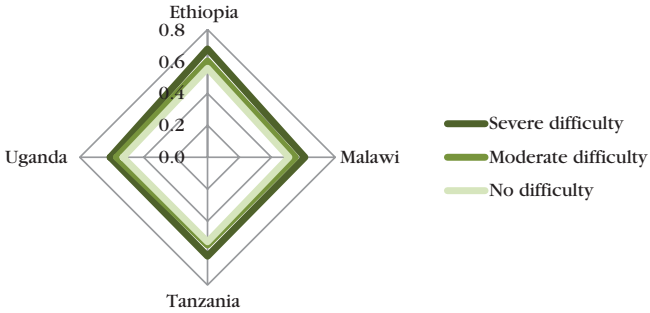 Ethiopia
0.8
0.6
0.4
0.2
0.0
Uganda
Malawi
Tanzania
Severe difficulty
Moderate difficulty
No difficulty